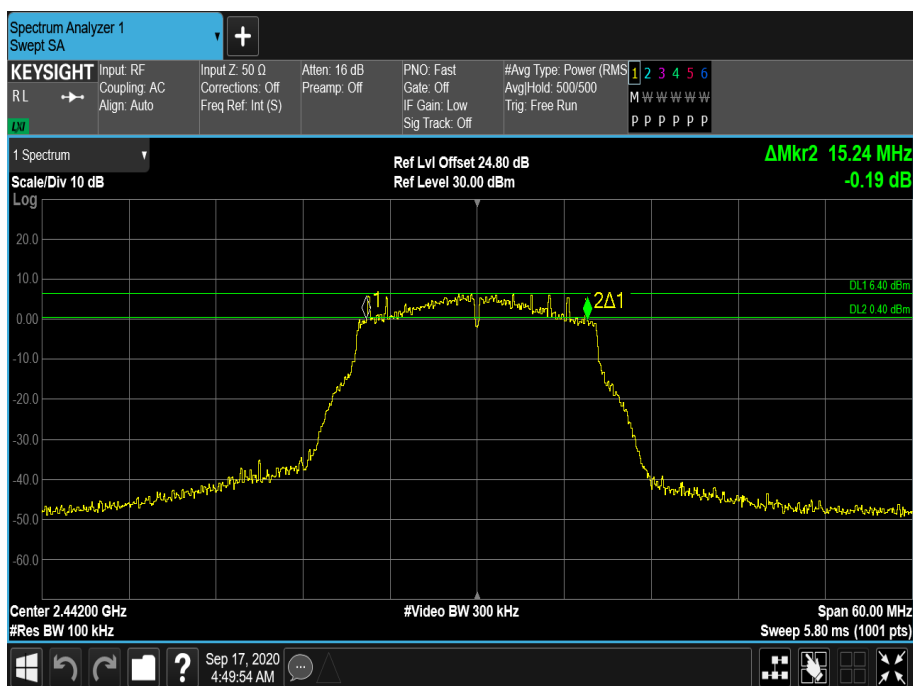 Spectrum Analyzer 1
Swept SA
+
KEYSIGHT Input: RF Input Z: 50 Ω Atten: 16 dB PNO: Fast #Avg Type: Power (RMS 1 2 3 4 5 6
R L Coupling: AC Corrections: Off Preamp: Off Gate: Off Avg|Hold: 500/500 M W W W W W
Align: Auto Freq Ref: Int (S) IF Gain: Low Trig: Free Run
LXI Sig Track: Off P P P P P P
1 Spectrum Ref Lvl Offset 24.80 dB ΔMkr2 15.24 MHz
Scale/Div 10 dB Ref Level 30.00 dBm -0.19 dB
Log
20.0
10.0 DL1 6.40 dBm
1 2Δ1
0.00 DL2 0.40 dBm
-10.0
-20.0
-30.0
-40.0
-50.0
-60.0
Center 2.44200 GHz #Video BW 300 kHz Span 60.00 MHz
#Res BW 100 kHz Sweep 5.80 ms (1001 pts)
? Sep 17, 2020
4:49:54 AM